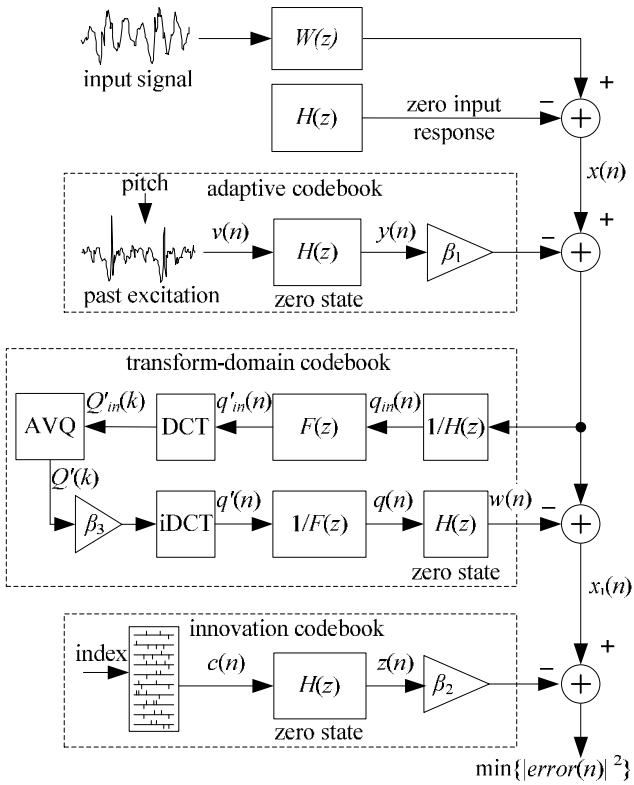 W(z)
input signal
+
H(z)
zero input
response
−
+
x(n)
pitch
adaptive codebook
+
v(n)
H(z)
y(n)
β₁
−
+
past excitation
zero state
transform-domain codebook
AVQ
Q′in(k)
DCT
q′in(n)
F(z)
qin(n)
1/H(z)
Q′(k)
β₃
iDCT
q′(n)
1/F(z)
q(n)
H(z)
w(n)
−
+
zero state
x₁(n)
innovation codebook
index
c(n)
H(z)
z(n)
β₂
−
+
+
zero state
min{|error(n)| ²}